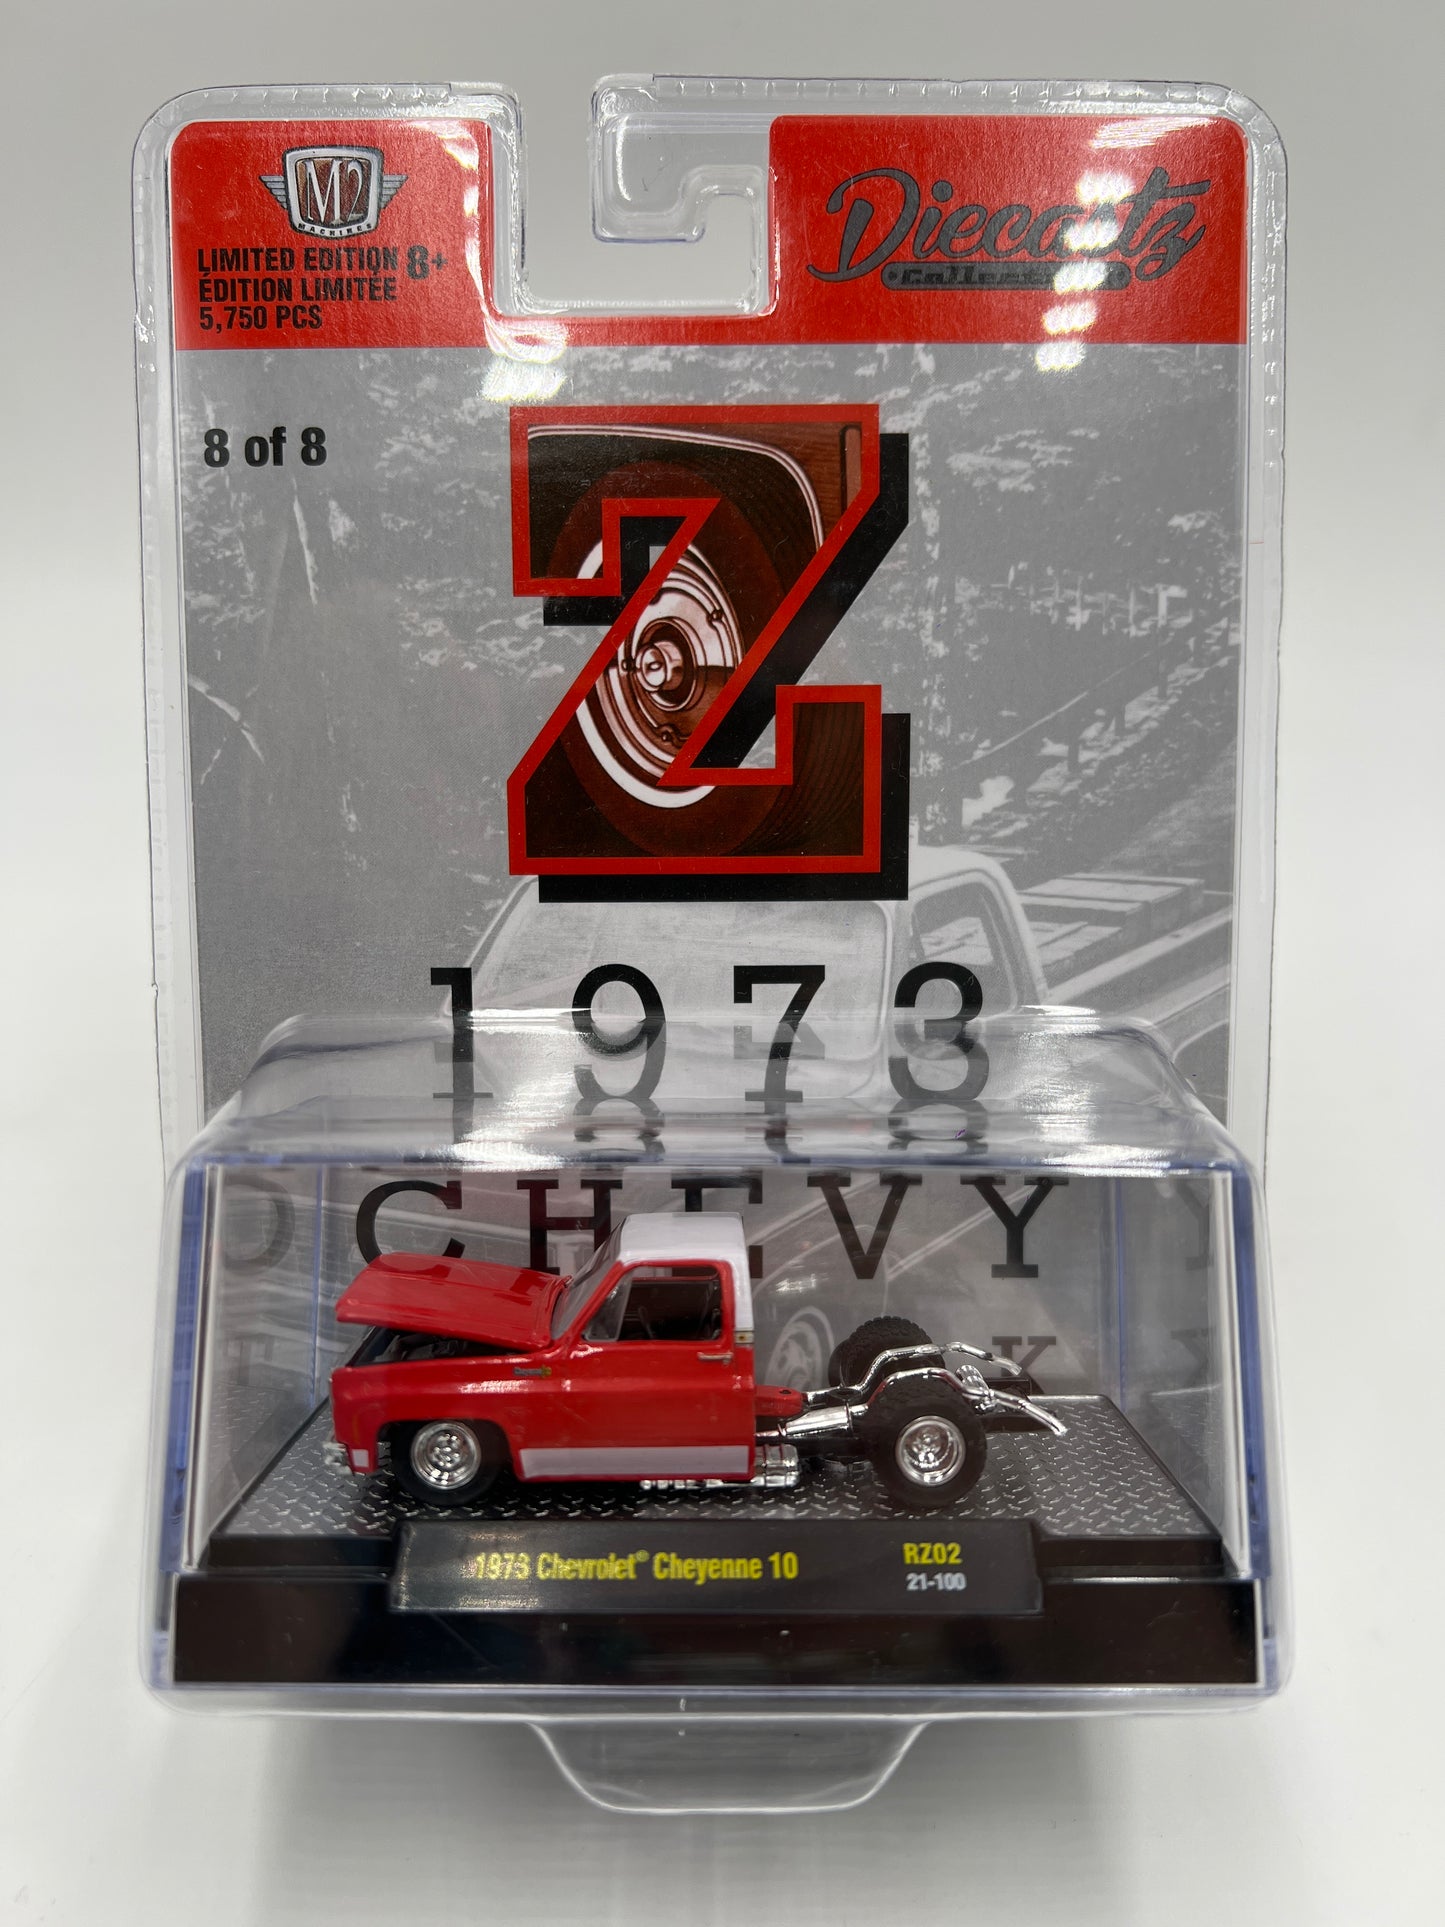 M2
MACHINES
LIMITED EDITION 8+
ÉDITION LIMITÉE
5,750 PCS
Diecastz
Collection
8 of 8
Z
1973
CHEVY
1973 Chevrolet® Cheyenne 10
RZ02
21-100